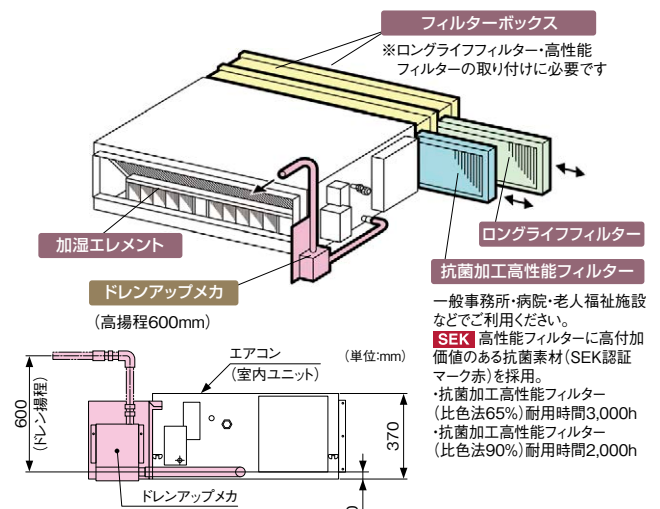 フィルターボックス
※ロングライフフィルター・高性能
フィルターの取り付けに必要です
加湿エレメント
ドレンアップメカ
(高揚程600mm)
ロングライフフィルター
抗菌加工高性能フィルター
一般事務所・病院・老人福祉施設
などでご利用ください。
SEK 高性能フィルターに高付加
価値のある抗菌素材(SEK認証
マーク赤)を採用。
・抗菌加工高性能フィルター
(比色法65%)耐用時間3,000h
・抗菌加工高性能フィルター
(比色法90%)耐用時間2,000h
エアコン
(室内ユニット)
(単位:mm)
600
(ドレン揚程)
370
ドレンアップメカ